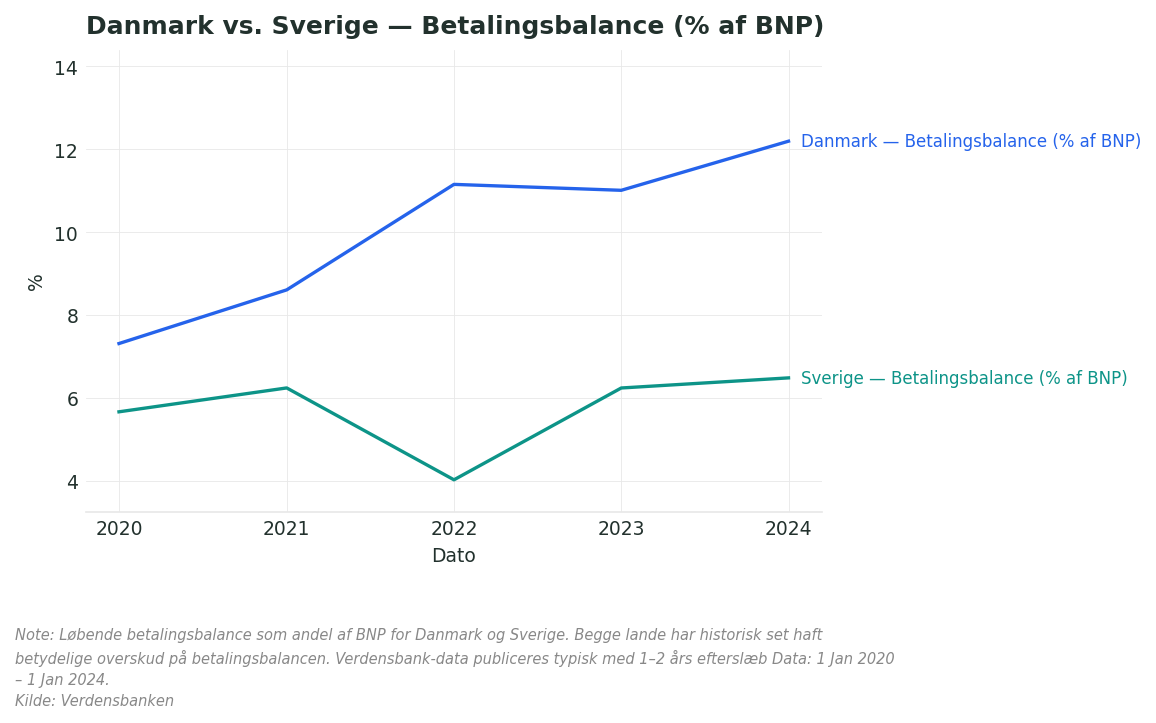 Danmark vs. Sverige — Betalingsbalance (% af BNP)
14
12
10
8
6
4
%
Danmark — Betalingsbalance (% af BNP)
Sverige — Betalingsbalance (% af BNP)
2020
2021
2022
2023
2024
Dato
Note: Løbende betalingsbalance som andel af BNP for Danmark og Sverige. Begge lande har historisk set haft
betydelige overskud på betalingsbalancen. Verdensbank-data publiceres typisk med 1–2 års efterslæb Data: 1 Jan 2020
– 1 Jan 2024.
Kilde: Verdensbanken